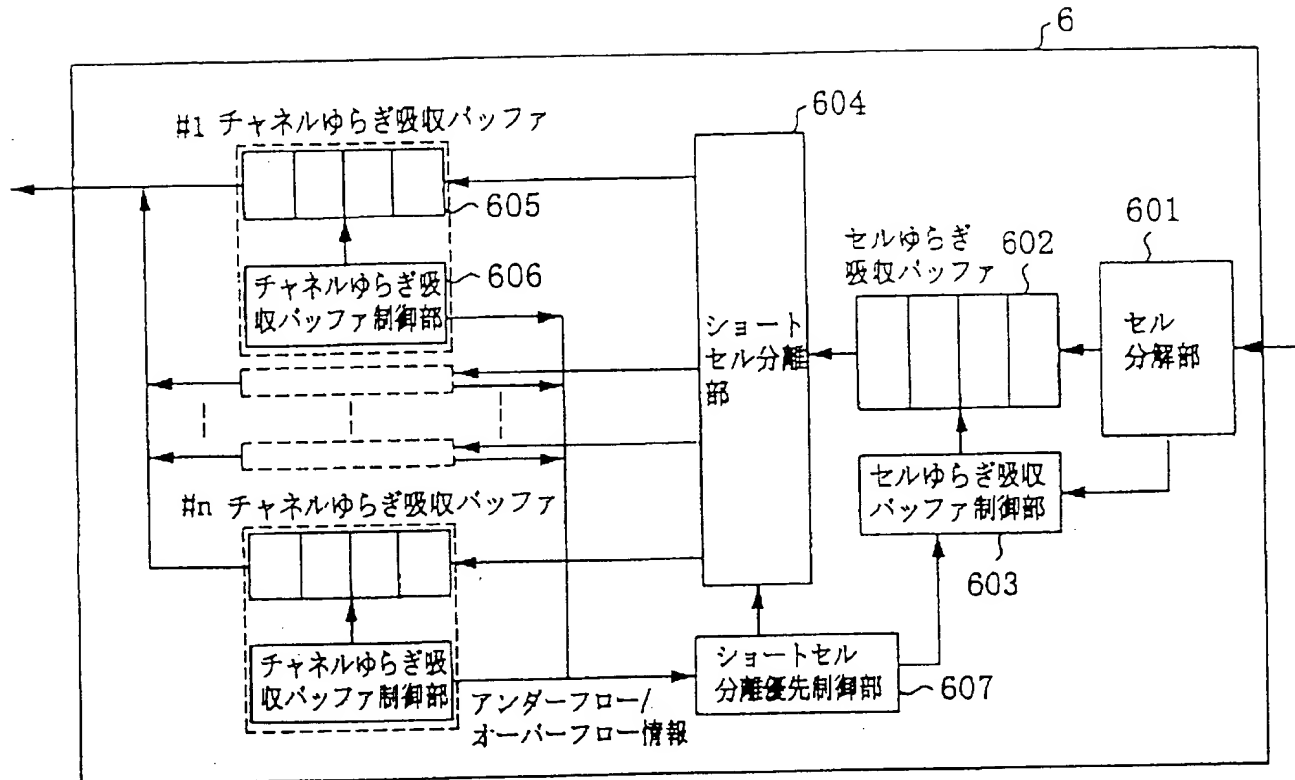 6
#1 チャネルゆらぎ吸収バッファ
604
605
チャネルゆらぎ吸
収バッファ制御部
606
セルゆらぎ
吸収バッファ
602
601
ショート
セル分離
部
セル
分解部
#n チャネルゆらぎ吸収バッファ
セルゆらぎ吸収
バッファ制御部
603
チャネルゆらぎ吸
収バッファ制御部
アンダーフロー/
オーバーフロー情報
ショートセル
分離優先制御部
607